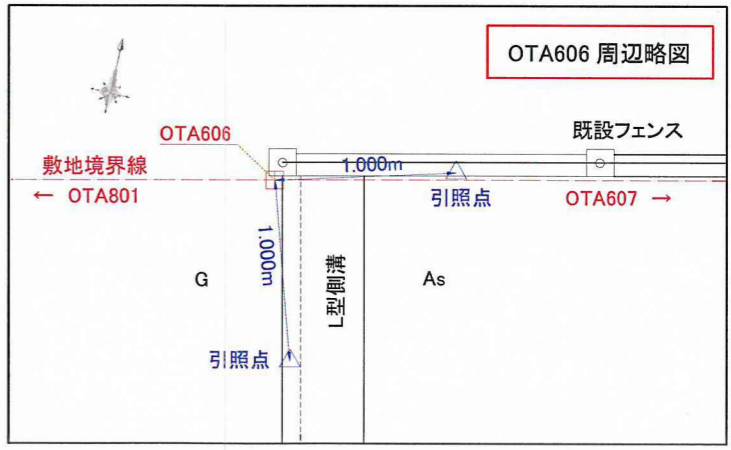 OTA606 周辺略図
OTA606
既設フェンス
敷地境界線
1.000m
← OTA801
引照点
OTA607 →
1.000m
G
L型側溝
As
引照点